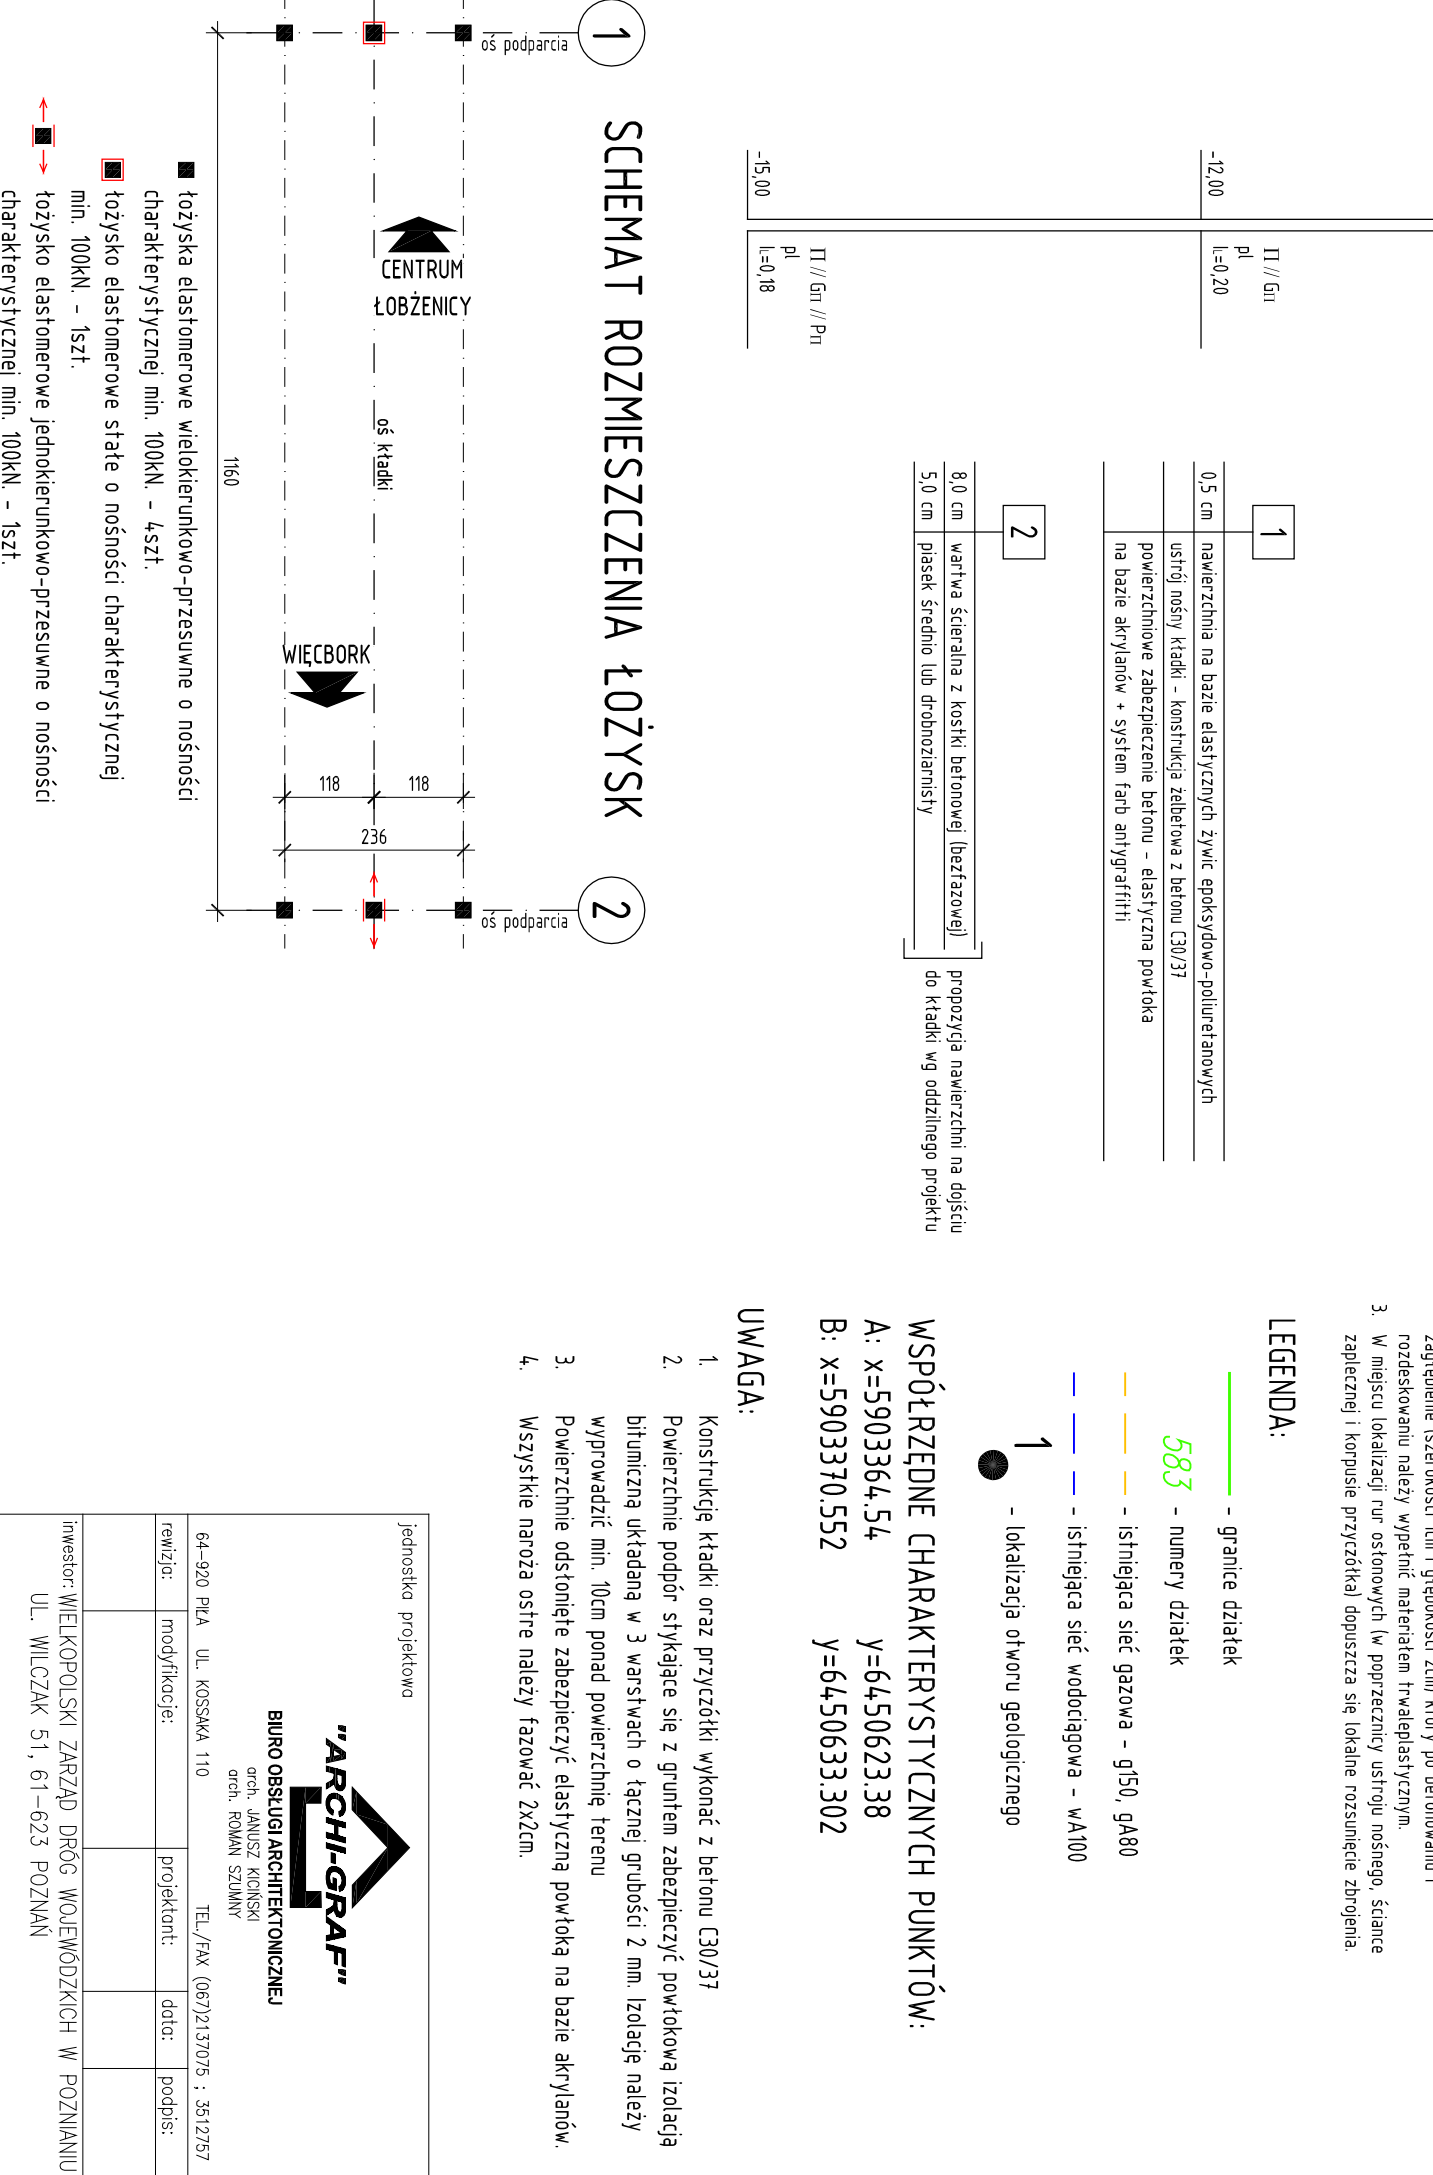 -12,00
Π // Gπ
pl
IL=0,20
-15,00
Π // Gπ // Pπ
pl
IL=0,18
1
0,5 cm nawierzchnia na bazie elastycznych żywic epoksydowo-poliuretanowych
ustrój nośny kładki - konstrukcja żelbetowa z betonu C30/37
powierzchniowe zabezpieczenie betonu - elastyczna powłoka
na bazie akrylanów + system farb antygraffitti
2
8,0 cm wartwa ścieralna z kostki betonowej (bezfazowej)
5,0 cm piasek średnio lub drobnoziarnisty
propozycja nawierzchni na dojściu
do kładki wg oddzilnego projektu
SCHEMAT ROZMIESZCZENIA ŁOŻYSK
1
oś podparcia
2
oś podparcia
CENTRUM
ŁOBŻENICY
oś kładki
WIĘCBORK
118
118
236
1160
łożyska elastomerowe wielokierunkowo-przesuwne o nośności
charakterystycznej min. 100kN. - 4szt.
łożysko elastomerowe stałe o nośności charakterystycznej
min. 100kN. - 1szt.
łożysko elastomerowe jednokierunkowo-przesuwne o nośności
charakterystycznej min. 100kN. - 1szt.
rozdeskowaniu należy wypełnić materiałem trwaleplastycznym.
3. W miejscu lokalizacji rur osłonowych (w poprzecznicy ustroju nośnego, ściance
zaplecznej i korpusie przyczółka) dopuszcza się lokalne rozsunięcie zbrojenia.
LEGENDA:
- granice działek
583 - numery działek
- istniejąca sieć gazowa - g150, gA80
- istniejąca sieć wodociągowa - wA100
1 - lokalizacja otworu geologicznego
WSPÓŁRZĘDNE CHARAKTERYSTYCZNYCH PUNKTÓW:
A: x=5903364.54 y=6450623.38
B: x=5903370.552 y=6450633.302
UWAGA:
1. Konstrukcję kładki oraz przyczółki wykonać z betonu C30/37
2. Powierzchnie podpór stykające się z gruntem zabezpieczyć powłokową izolacją
bitumiczną układaną w 3 warstwach o łącznej grubości 2 mm. Izolację należy
wyprowadzić min. 10cm ponad powierzchnię terenu
3. Powierzchnie odsłonięte zabezpieczyć elastyczną powłoką na bazie akrylanów.
4. Wszystkie naroża ostre należy fazować 2x2cm.
jednostka projektowa
"ARCHI-GRAF"
BIURO OBSŁUGI ARCHITEKTONICZNEJ
arch. JANUSZ KICIŃSKI
arch. ROMAN SZUMNY
64-920 PIŁA UL. KOSSAKA 110 TEL./FAX (067)2137075 ; 3512757
rewizja: modyfikacje: projektant: data: podpis:
inwestor: WIELKOPOLSKI ZARZĄD DRÓG WOJEWÓDZKICH W POZNIANIU
UL: WILCZAK 51, 61-623 POZNAŃ